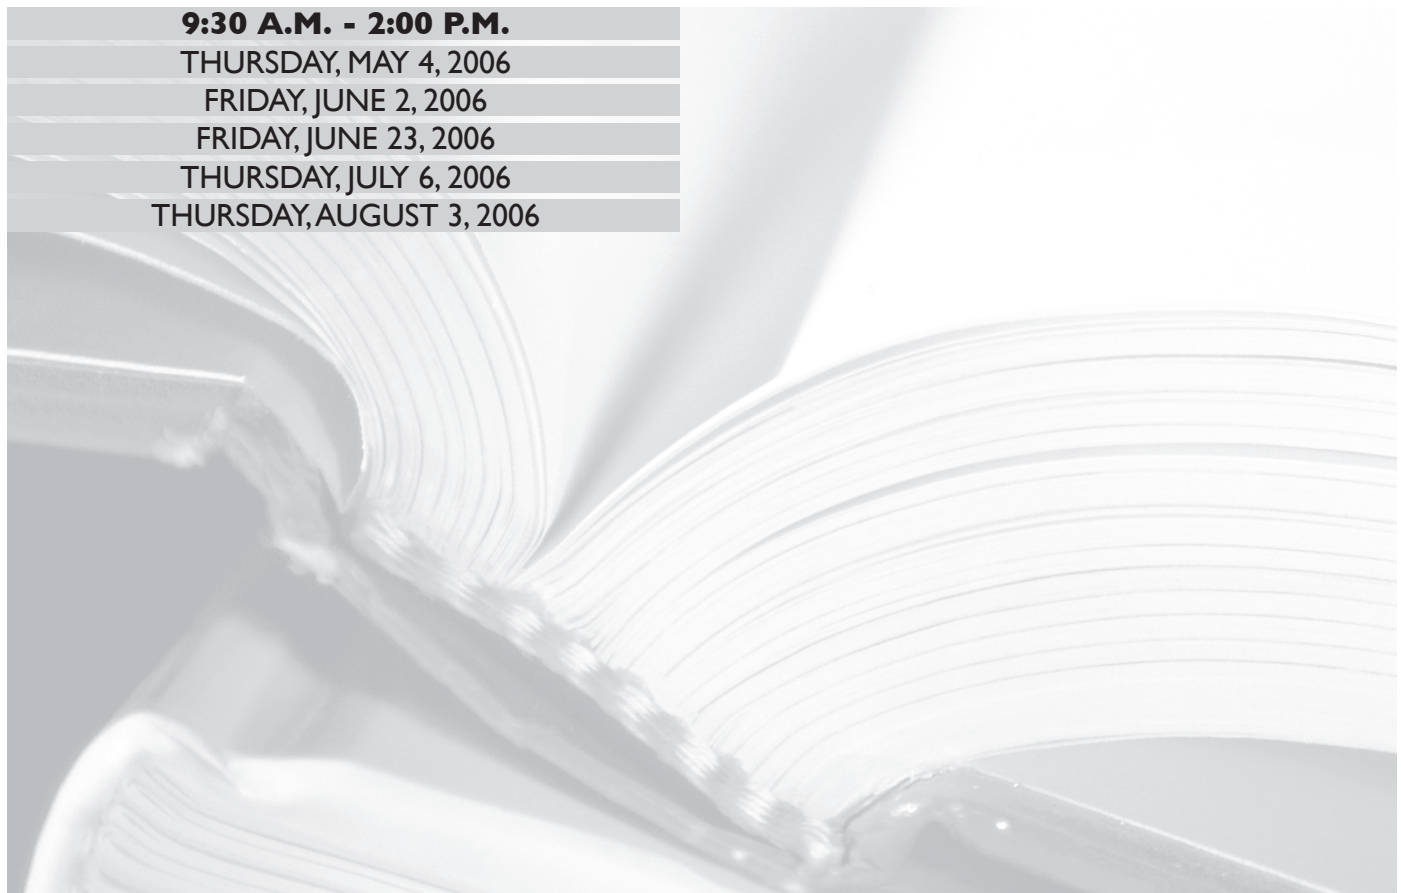 9:30 A.M. - 2:00 P.M.
THURSDAY, MAY 4, 2006
FRIDAY, JUNE 2, 2006
FRIDAY, JUNE 23, 2006
THURSDAY, JULY 6, 2006
THURSDAY, AUGUST 3, 2006